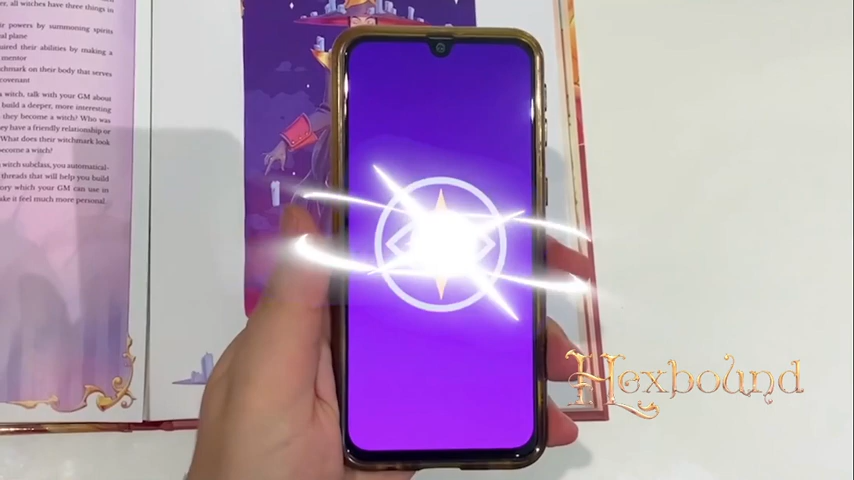 , all witches have three things in
ir powers by summoning spirits
al plane
uired their abilities by making a
mentor
chmark on their body that serves
covenant
a witch, talk with your GM about
build a deeper, more interesting
they become a witch? Who was
hey have a friendly relationship or
What does their witchmark look
become a witch?
witch subclass, you automatical-
threads that will help you build
ory which your GM can use in
ake it feel much more personal.
Hexbound